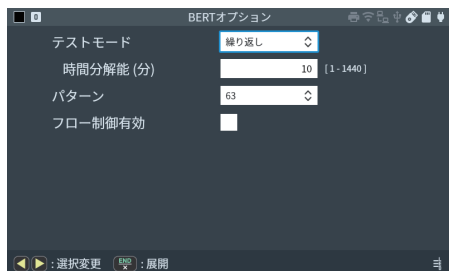 0 BERTオプション
テストモード 繰り返し
時間分解能 (分) 10 [1-1440]
パターン 63
フロー制御有効
:選択変更 END :展開